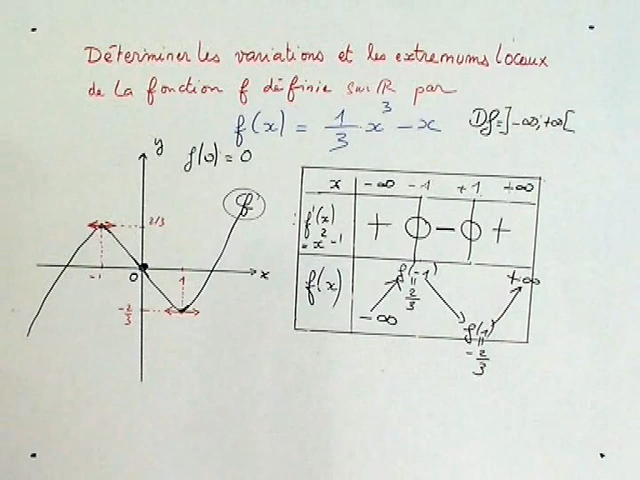 Déterminer les variations et les extremums locaux
de la fonction f définie sur ℝ par
f(x) = 1/3 x³ - x Df=]-∞,+∞[
y f(0) = 0
f
2/3
-1 0 1 x
-2/3
x -∞ -1 +1 +∞
f'(x) = x² - 1 + 0 - 0 +
f(x) -∞ f(-1) = 2/3 f(1) = -2/3 +∞